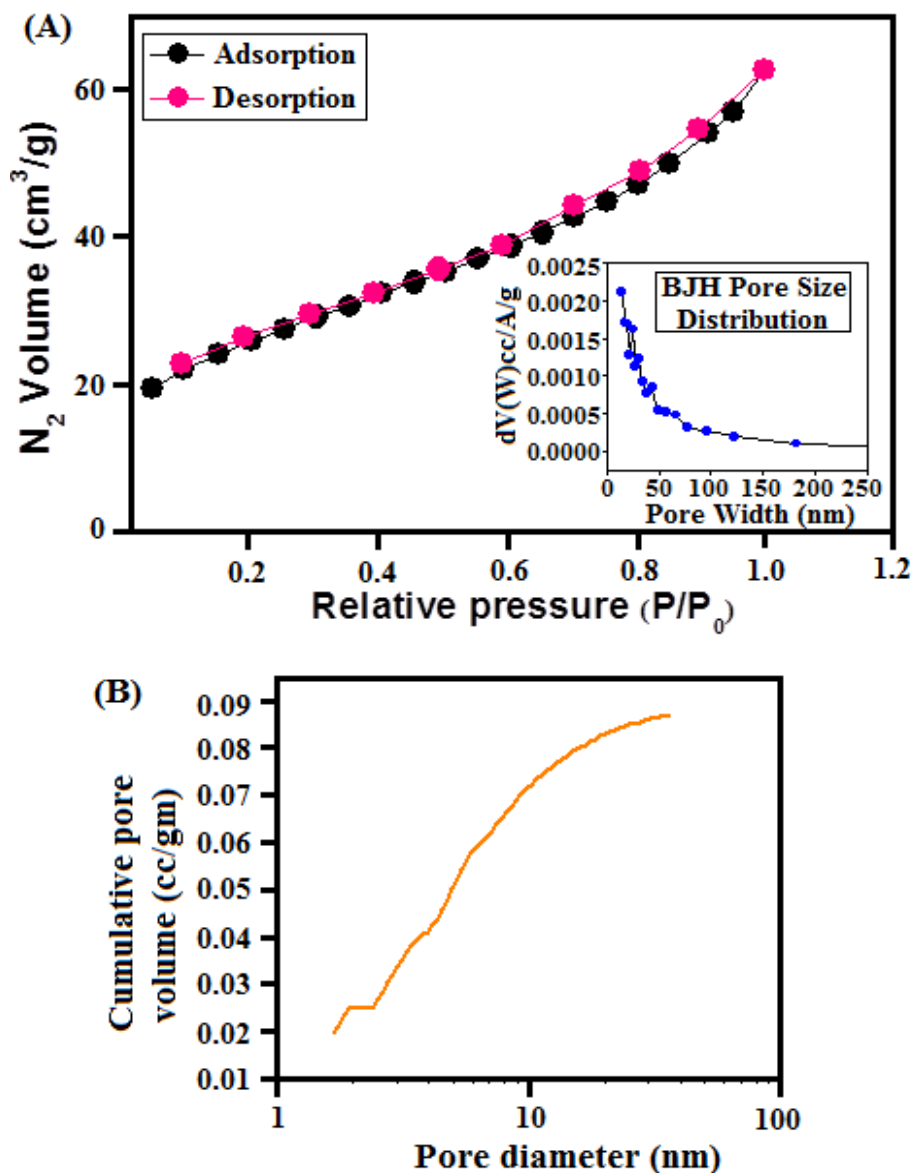 (A)
Adsorption
Desorption
N2 Volume (cm3/g)
60
40
20
0
0.2 0.4 0.6 0.8 1.0 1.2
Relative pressure (P/P0)
BJH Pore Size
Distribution
dV(W)cc/A/g
0.0025
0.0020
0.0015
0.0010
0.0005
0.0000
0 50 100 150 200 250
Pore Width (nm)
(B)
Cumulative pore
volume (cc/gm)
0.09
0.08
0.07
0.06
0.05
0.04
0.03
0.02
0.01
1 10 100
Pore diameter (nm)